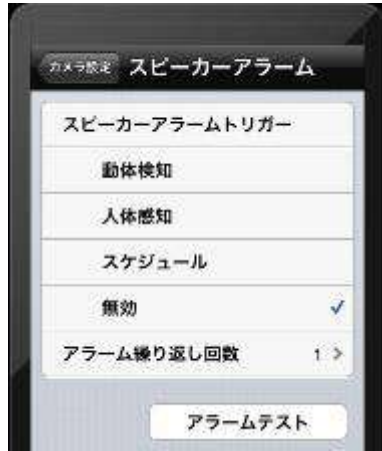 カメラ設定 スピーカーアラーム
スピーカーアラームトリガー
動体検知
人体感知
スケジュール
無効
アラーム繰り返し回数 1 >
アラームテスト